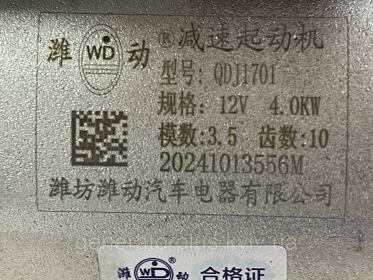 潍 WD 动 ®减速起动机
型号: QDJ1701
规格: 12V 4.0KW
模数:3.5 齿数:10
20241013556M
潍坊潍动汽车电器有限公司
潍 WD 动 合格证